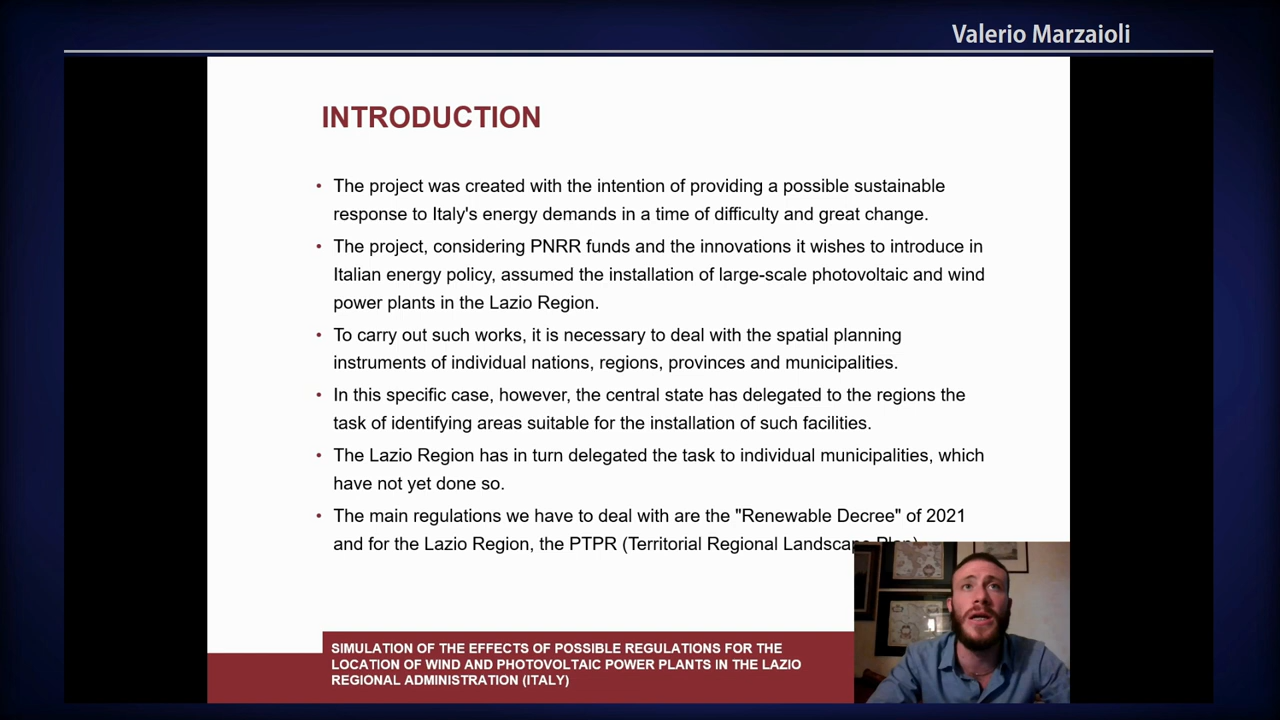 Valerio Marzaioli
INTRODUCTION
• The project was created with the intention of providing a possible sustainable
response to Italy's energy demands in a time of difficulty and great change.
• The project, considering PNRR funds and the innovations it wishes to introduce in
Italian energy policy, assumed the installation of large-scale photovoltaic and wind
power plants in the Lazio Region.
• To carry out such works, it is necessary to deal with the spatial planning
instruments of individual nations, regions, provinces and municipalities.
• In this specific case, however, the central state has delegated to the regions the
task of identifying areas suitable for the installation of such facilities.
• The Lazio Region has in turn delegated the task to individual municipalities, which
have not yet done so.
• The main regulations we have to deal with are the "Renewable Decree" of 2021
and for the Lazio Region, the PTPR (Territorial Regional Landscape Plan)
SIMULATION OF THE EFFECTS OF POSSIBLE REGULATIONS FOR THE
LOCATION OF WIND AND PHOTOVOLTAIC POWER PLANTS IN THE LAZIO
REGIONAL ADMINISTRATION (ITALY)